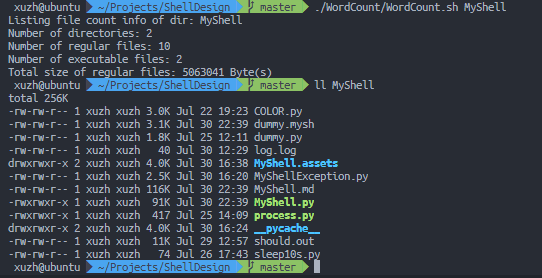 xuzh@ubuntu ~/Projects/ShellDesign master ./WordCount/WordCount.sh MyShell
Listing file count info of dir: MyShell
Number of directories: 2
Number of regular files: 10
Number of executable files: 2
Total size of regular files: 5063041 Byte(s)
xuzh@ubuntu ~/Projects/ShellDesign master ll MyShell
total 256K
-rw-rw-r-- 1 xuzh xuzh 3.0K Jul 22 19:23 COLOR.py
-rw-rw-r-- 1 xuzh xuzh 3.1K Jul 30 22:39 dummy.mysh
-rw-rw-r-- 1 xuzh xuzh 1.8K Jul 25 12:11 dummy.py
-rw-rw-r-- 1 xuzh xuzh 40 Jul 30 12:29 log.log
drwxrwxr-x 2 xuzh xuzh 4.0K Jul 30 16:38 MyShell.assets
-rw-rw-r-- 1 xuzh xuzh 2.5K Jul 30 16:20 MyShellException.py
-rw-rw-r-- 1 xuzh xuzh 116K Jul 30 22:39 MyShell.md
-rwxrwxr-x 1 xuzh xuzh 91K Jul 30 22:39 MyShell.py
-rwxrwxr-x 1 xuzh xuzh 417 Jul 25 14:09 process.py
drwxrwxr-x 2 xuzh xuzh 4.0K Jul 30 16:24 __pycache__
-rw-rw-r-- 1 xuzh xuzh 11K Jul 29 12:57 should.out
-rw-rw-r-- 1 xuzh xuzh 74 Jul 26 17:43 sleep10s.py
xuzh@ubuntu ~/Projects/ShellDesign master